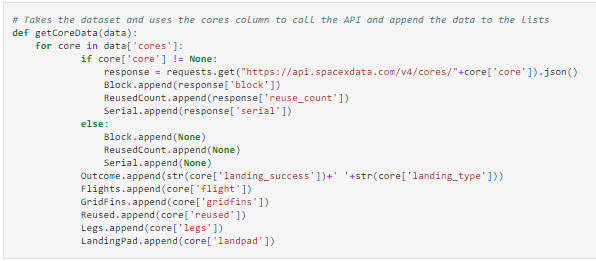 # Takes the dataset and uses the cores column to call the API and append the data to the lists
def getCoreData(data):
    for core in data['cores']:
            if core['core'] != None:
                response = requests.get("https://api.spacexdata.com/v4/cores/"+core['core']).json()
                Block.append(response['block'])
                ReusedCount.append(response['reuse_count'])
                Serial.append(response['serial'])
            else:
                Block.append(None)
                ReusedCount.append(None)
                Serial.append(None)
            Outcome.append(str(core['landing_success'])+' '+str(core['landing_type']))
            Flights.append(core['flight'])
            GridFins.append(core['gridfins'])
            Reused.append(core['reused'])
            Legs.append(core['legs'])
            LandingPad.append(core['landpad'])